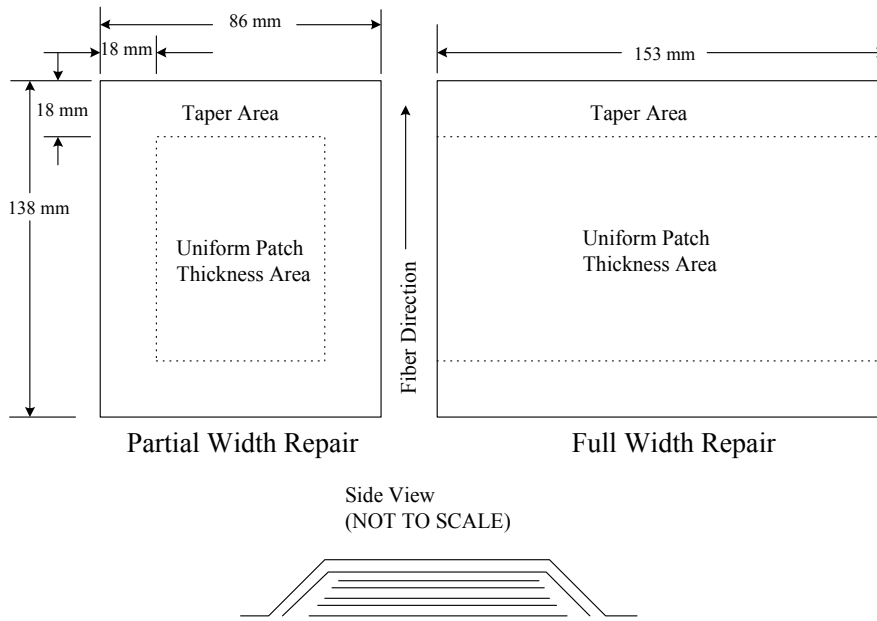 86 mm
18 mm
153 mm
18 mm
Taper Area
Taper Area
138 mm
Uniform Patch
Thickness Area
Fiber Direction
Uniform Patch
Thickness Area
Partial Width Repair
Full Width Repair
Side View
(NOT TO SCALE)